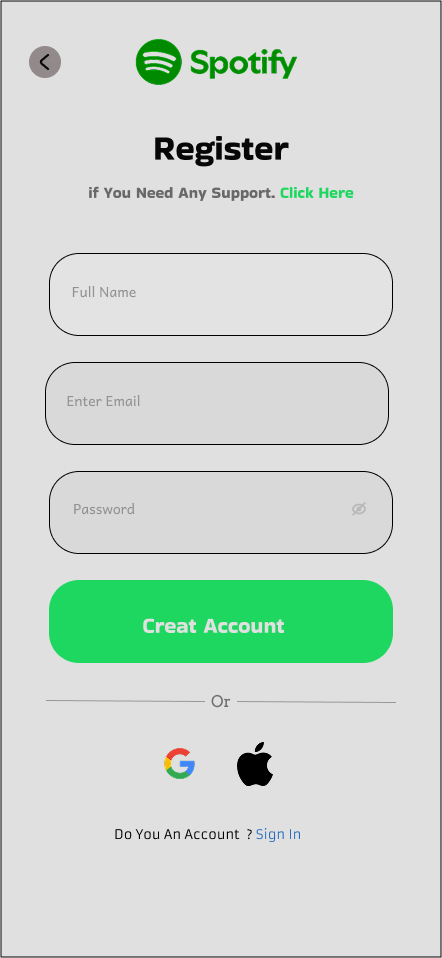 Spotify
Register
if You Need Any Support. Click Here
Full Name
Enter Email
Password
Creat Account
Or
Do You An Account ? Sign In